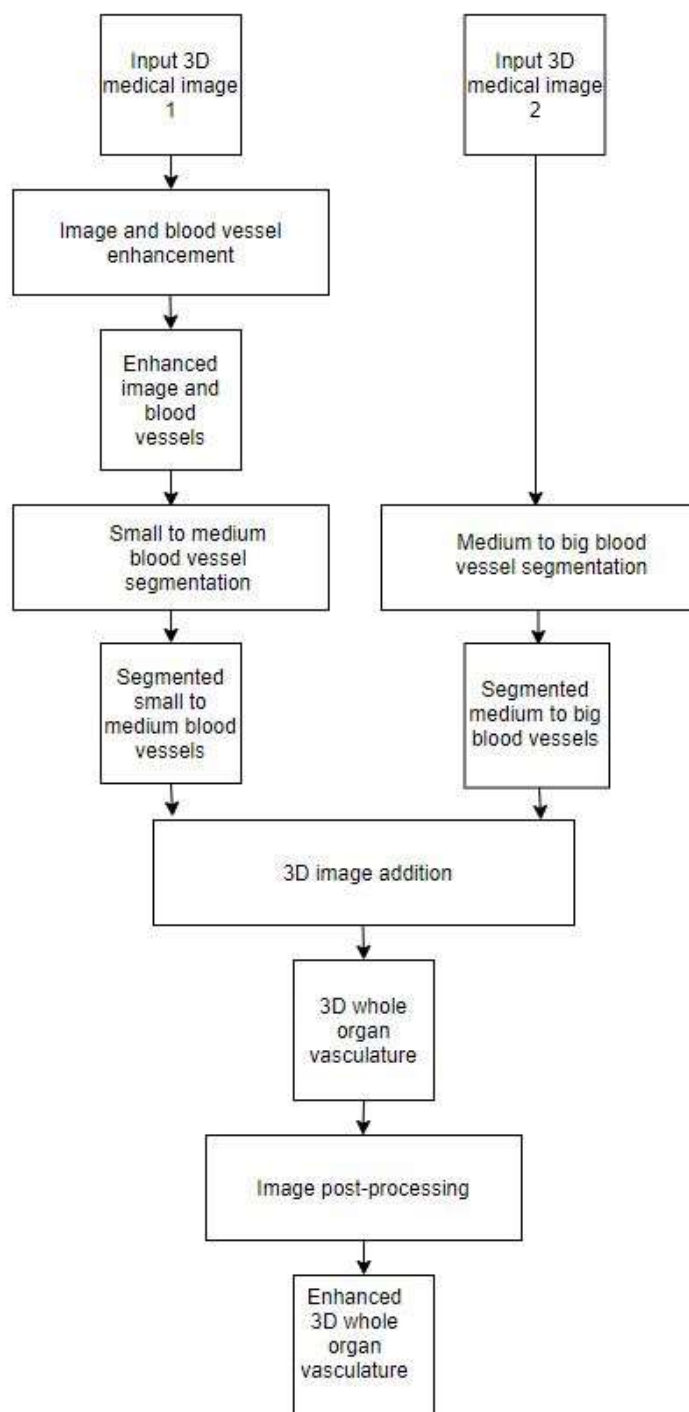 Input 3D
medical image
1
Input 3D
medical image
2
Image and blood vessel
enhancement
Enhanced
image and
blood
vessels
Small to medium
blood vessel
segmentation
Medium to big blood
vessel segmentation
Segmented
small to
medium blood
vessels
Segmented
medium to big
blood vessels
3D image addition
3D whole
organ
vasculature
Image post-processing
Enhanced
3D whole
organ
vasculature